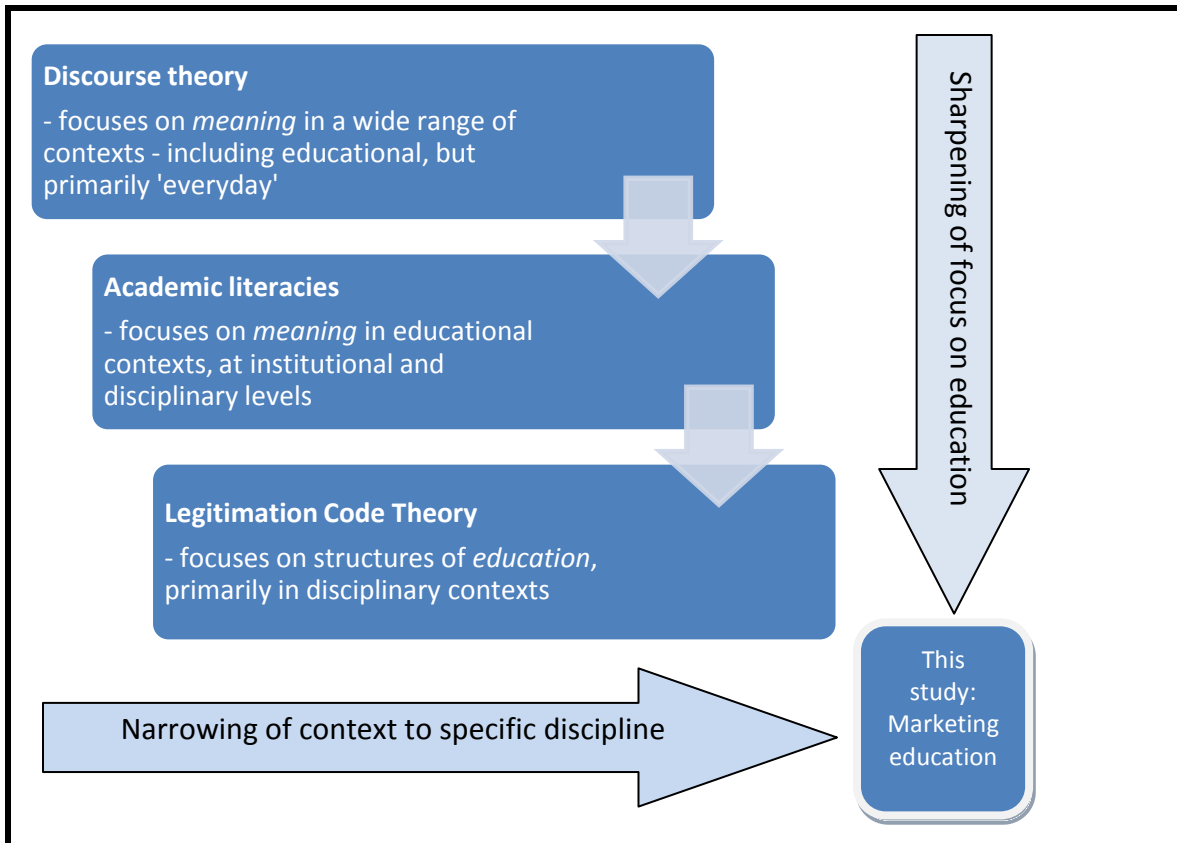 Discourse theory
- focuses on meaning in a wide range of
contexts - including educational, but
primarily 'everyday'
Academic literacies
- focuses on meaning in educational
contexts, at institutional and
disciplinary levels
Legitimation Code Theory
- focuses on structures of education,
primarily in disciplinary contexts
Sharpening of focus on education
Narrowing of context to specific discipline
This
study:
Marketing
education